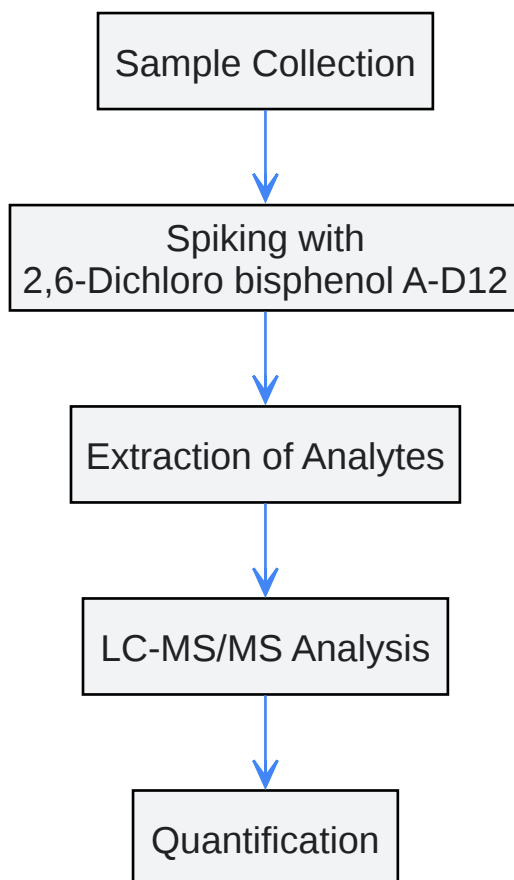 Sample Collection
Spiking with
2,6-Dichloro bisphenol A-D12
Extraction of Analytes
LC-MS/MS Analysis
Quantification